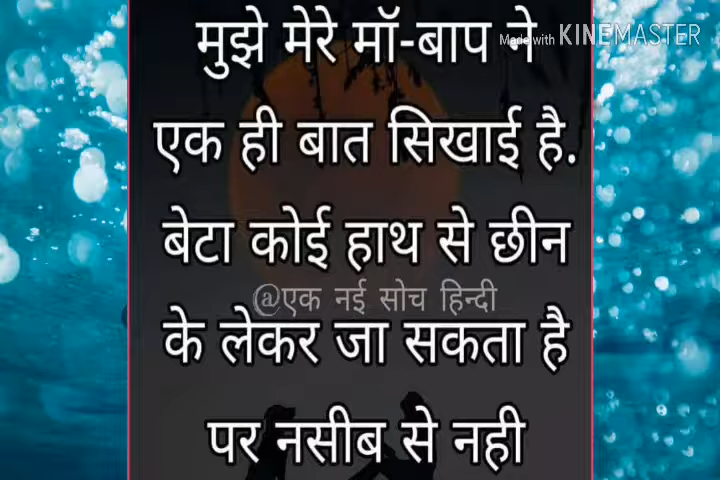 मुझे मेरे मॉ-बाप ने
Made with KINEMASTER
एक ही बात सिखाई है.
बेटा कोई हाथ से छीन
@एक नई सोच हिन्दी
के लेकर जा सकता है
पर नसीब से नही